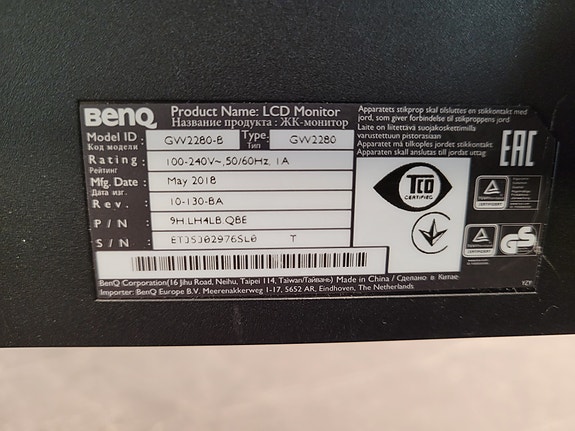 BenQ Product Name: LCD Monitor
Название продукта : ЖК-монитор
Model ID : GW2280-B Type: GW2280
Код модели Тип
Rating : 100-240V~, 50/60Hz, 1A
Рейтинг
Mfg. Date : May 2018
Дата изг.
Rev. : 10-130-BA
P/N : 9H.LH4LB.QBE
S/N : T
BenQ Corporation(16 Jihu Road, Neihu, Taipei 114, Taiwan/Тайвань) Made in China / Сделано в Китае
Importer: BenQ Europe B.V. Meerenakkerweg 1-17, 5652 AR, Eindhoven, The Netherlands
Apparatets stikprop skal tilsluttes en stikkontakt med
jord, som giver forbindelse til stikproppens jord
Laite on liitettävä suojakoskettimilla
varustettuun pistorasiaan
Apparatet må tilkoples jordet stikkontakt
Apparaten skall anslutas till jordat uttag
EAC
TCO
CERTIFIED
GS